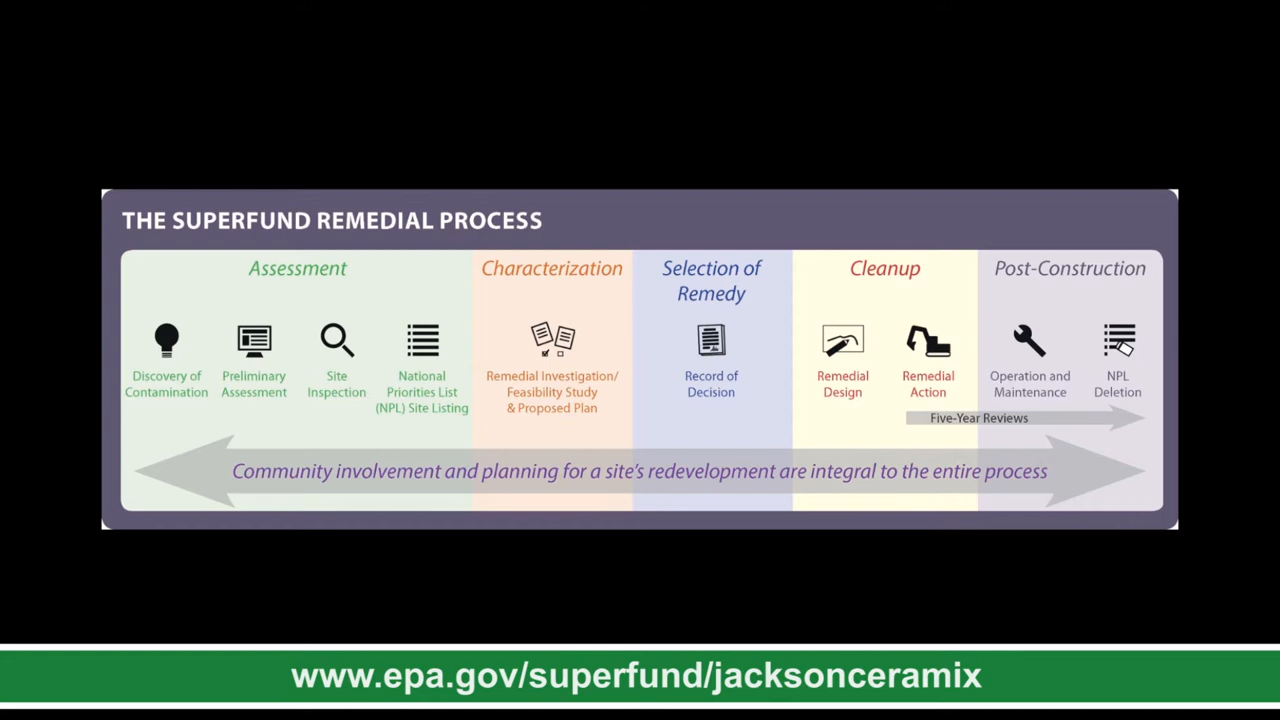 THE SUPERFUND REMEDIAL PROCESS
Assessment
Discovery of
Contamination
Preliminary
Assessment
Site
Inspection
National
Priorities List
(NPL) Site Listing
Characterization
Remedial Investigation/
Feasibility Study
& Proposed Plan
Selection of
Remedy
Record of
Decision
Cleanup
Remedial
Design
Remedial
Action
Post-Construction
Operation and
Maintenance
NPL
Deletion
Five-Year Reviews
Community involvement and planning for a site's redevelopment are integral to the entire process
www.epa.gov/superfund/jacksonceramix